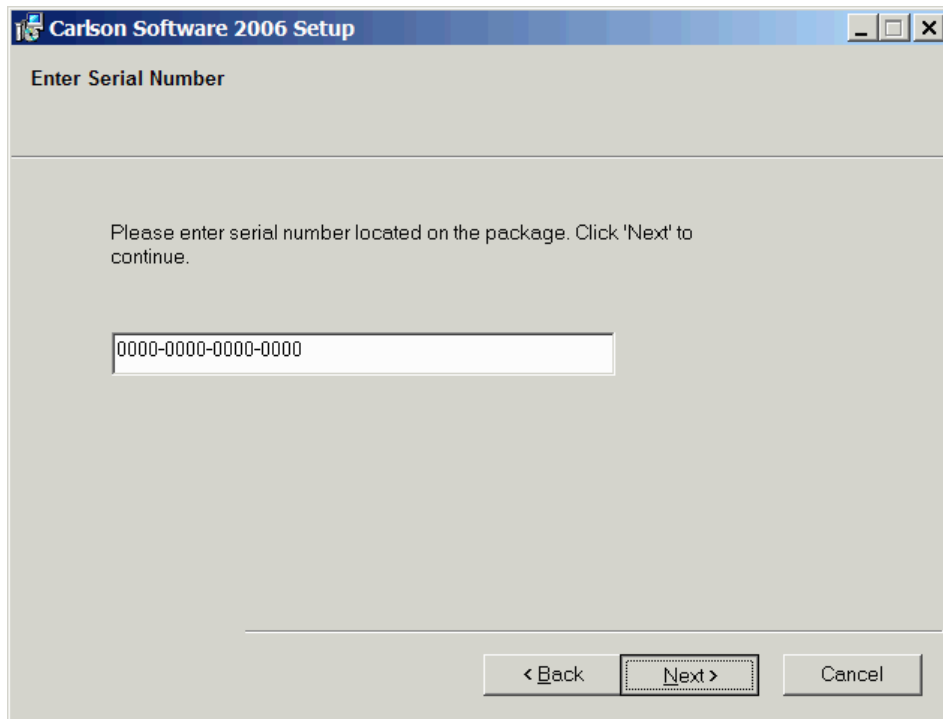 Carlson Software 2006 Setup
Enter Serial Number
Please enter serial number located on the package. Click 'Next' to
continue.
0000-0000-0000-0000
< Back
Next >
Cancel